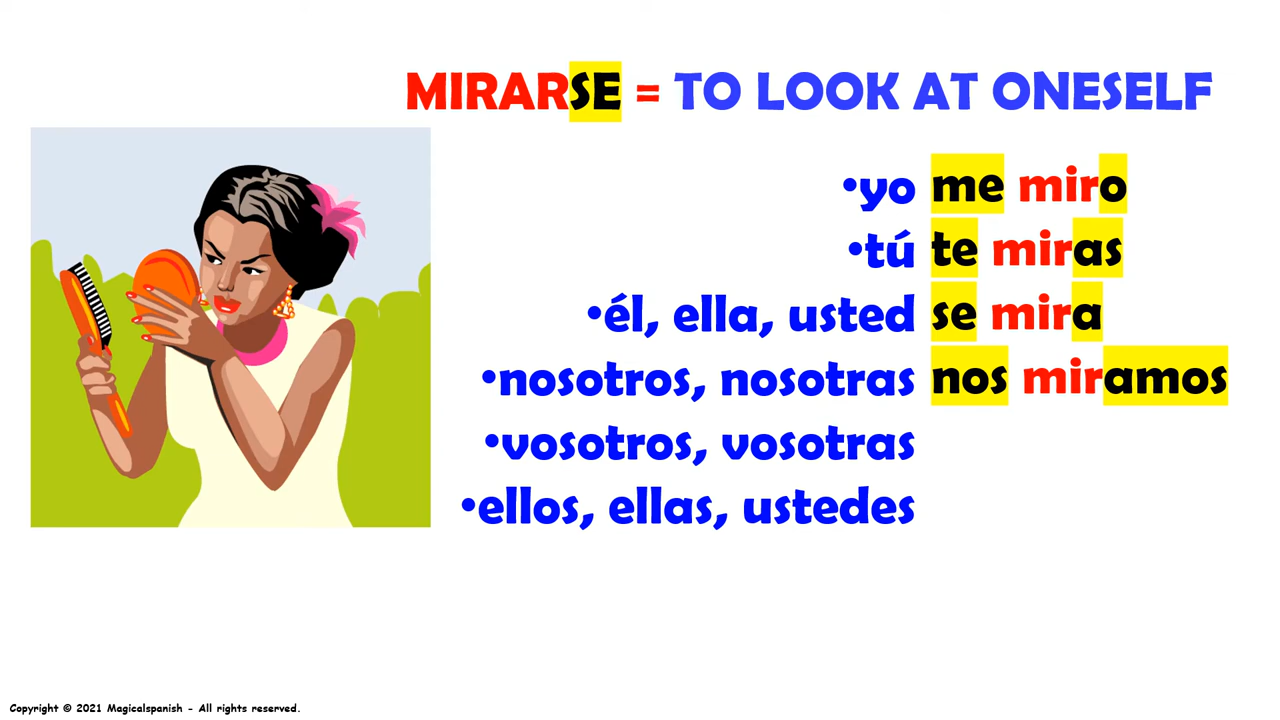 MIRARSE = TO LOOK AT ONESELF
•yo me miro
•tú te miras
•él, ella, usted se mira
•nosotros, nosotras nos miramos
•vosotros, vosotras
•ellos, ellas, ustedes
Copyright © 2021 Magicalspanish - All rights reserved.